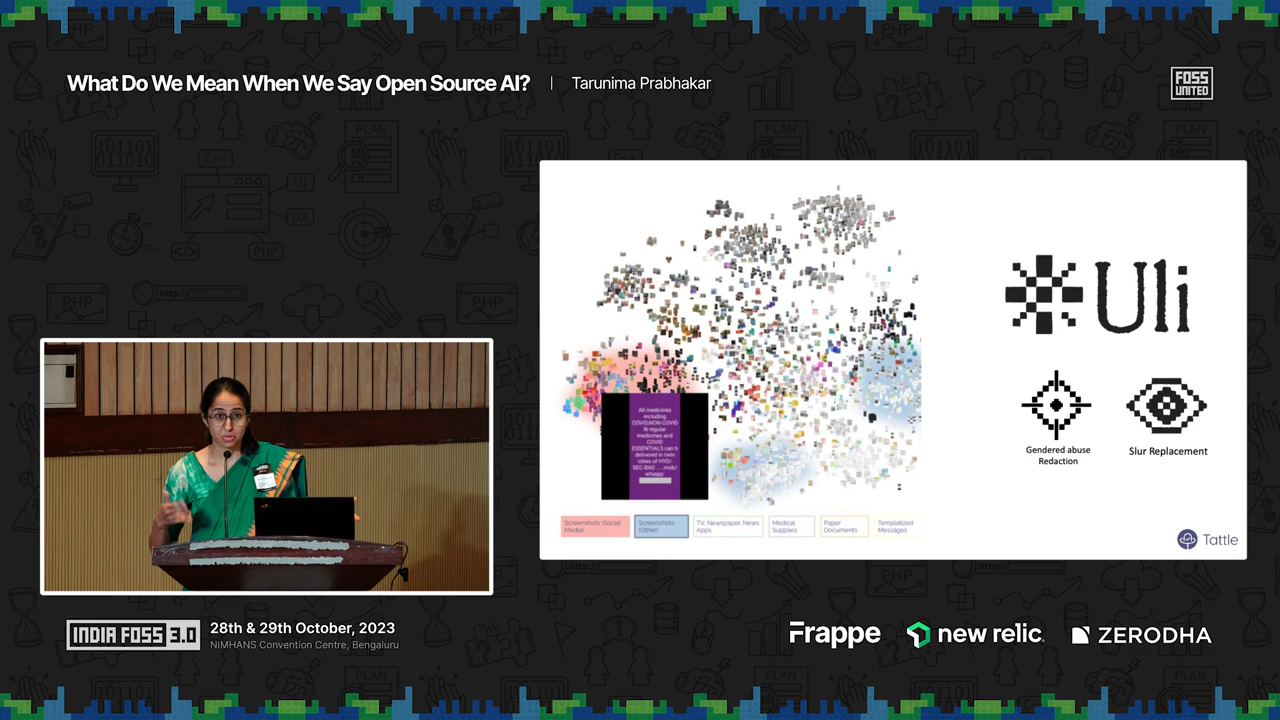 What Do We Mean When We Say Open Source AI? | Tarunima Prabhakar
FOSS
UNITED
Uli
Gendered abuse
Redaction
Slur Replacement
All medicines
including
COVID,NON-COVID
N regular
medicines and
COVID
ESSENTIALS can b
delivered in twin
cities of HYD/
SEC-BAD
Screenshots (Social
Media)
Screenshots
(Other)
TV, Newspaper, News
Apps
Medical
Supplies
Paper
Documents
Templatized
Messages
Tattle
INDIA FOSS 3.0
28th & 29th October, 2023
NIMHANS Convention Centre, Bengaluru
Frappe
new relic
ZERODHA